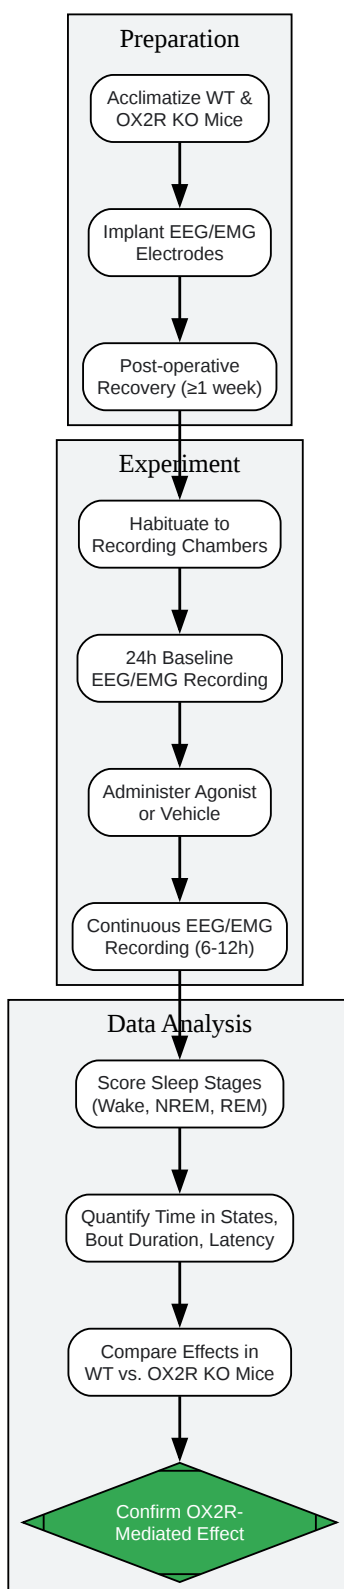 Preparation
Acclimatize WT &
OX2R KO Mice
Implant EEG/EMG
Electrodes
Post-operative
Recovery (≥1 week)
Experiment
Habituate to
Recording Chambers
24h Baseline
EEG/EMG Recording
Administer Agonist
or Vehicle
Continuous EEG/EMG
Recording (6-12h)
Data Analysis
Score Sleep Stages
(Wake, NREM, REM)
Quantify Time in States,
Bout Duration, Latency
Compare Effects in
WT vs. OX2R KO Mice
Confirm OX2R-
Mediated Effect